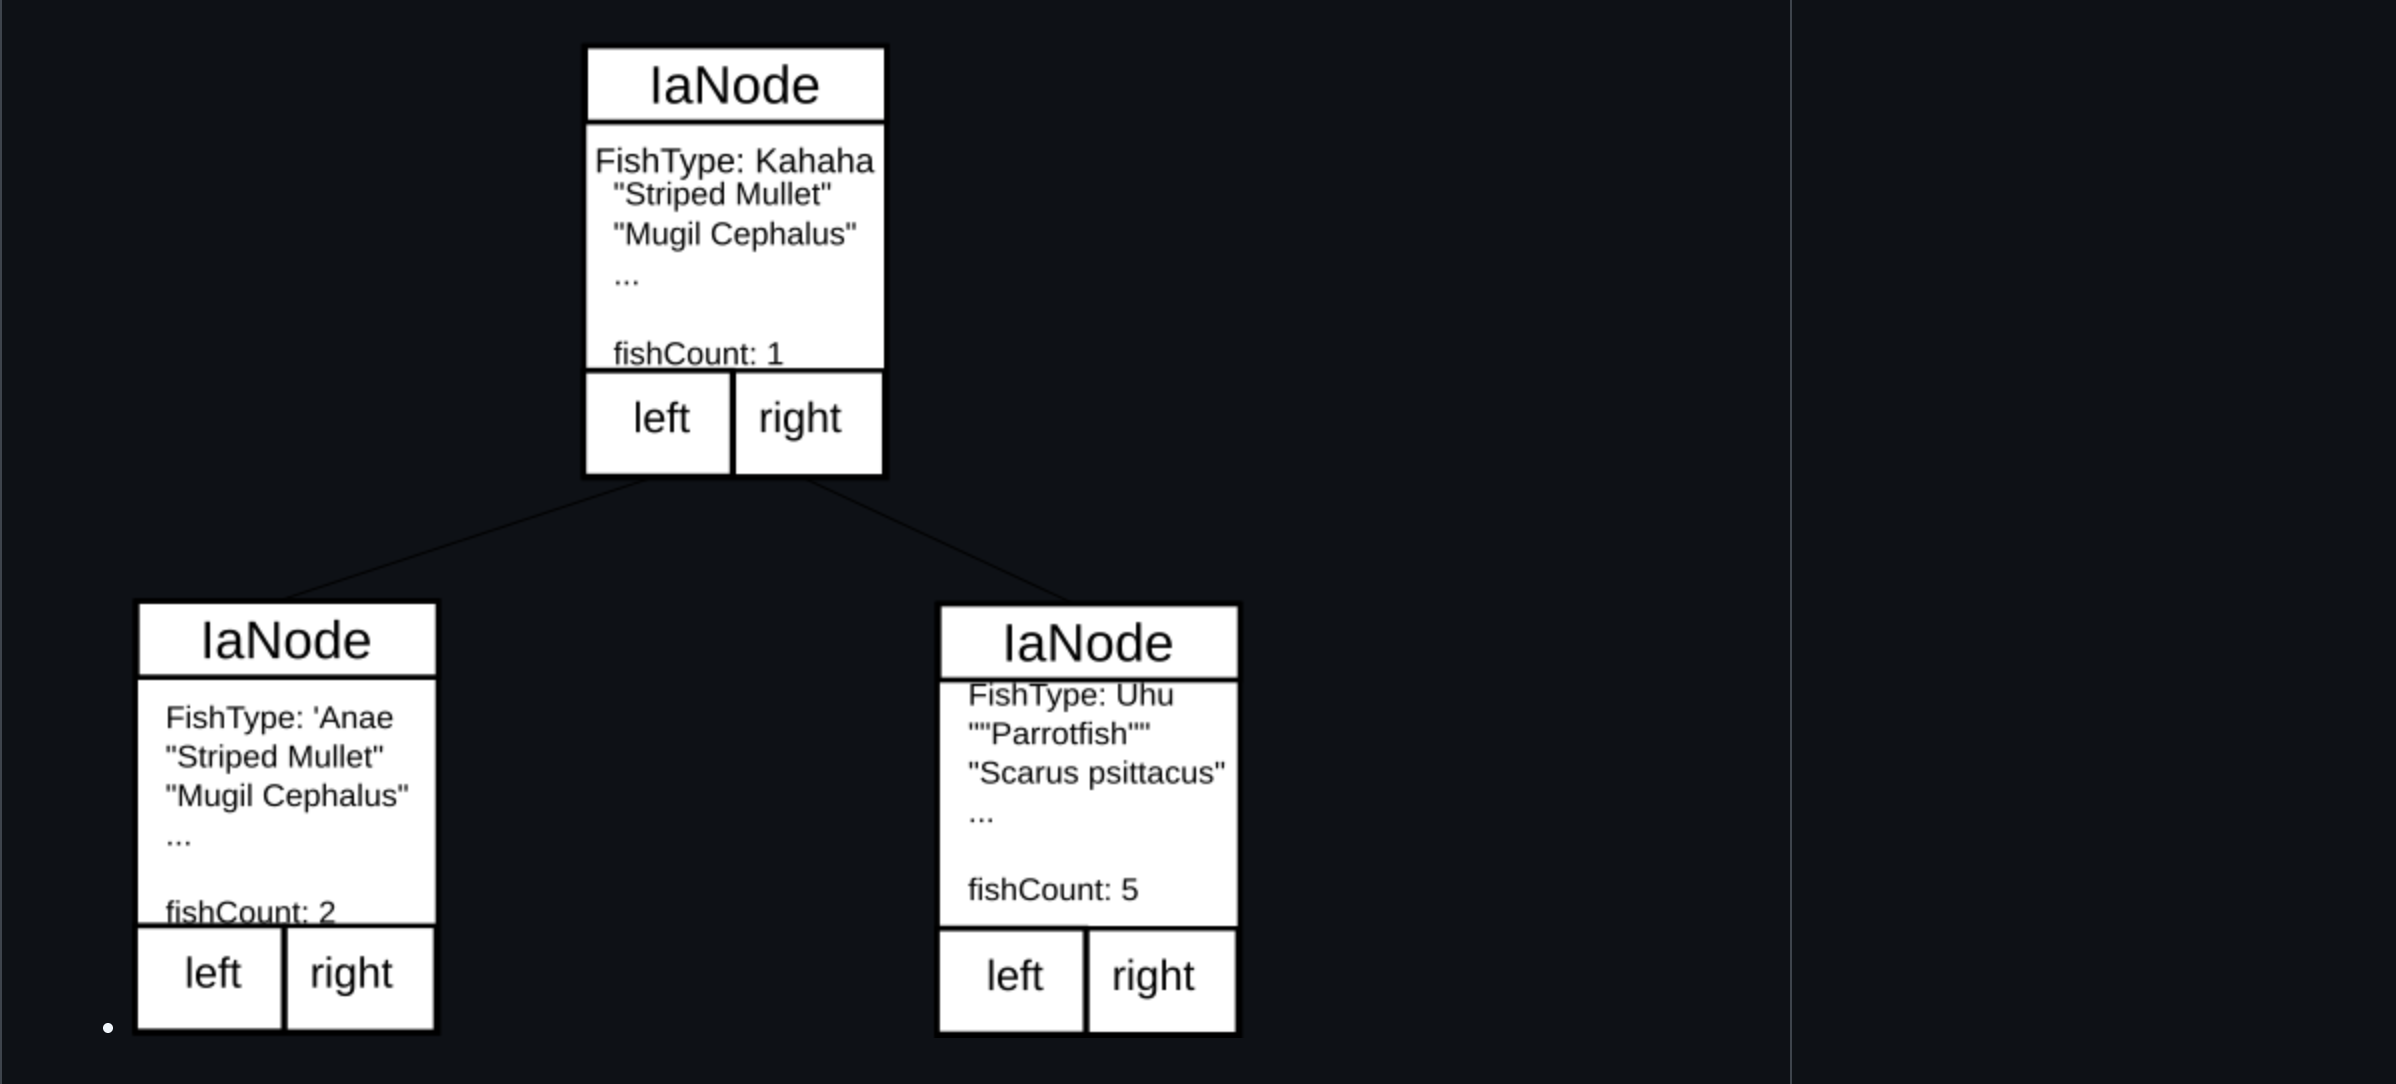 IaNode
FishType: Kahaha
"Striped Mullet"
"Mugil Cephalus"
...
fishCount: 1
left right
IaNode
FishType: 'Anae
"Striped Mullet"
"Mugil Cephalus"
...
fishCount: 2
left right
IaNode
FishType: Uhu
""Parrotfish""
"Scarus psittacus"
...
fishCount: 5
left right